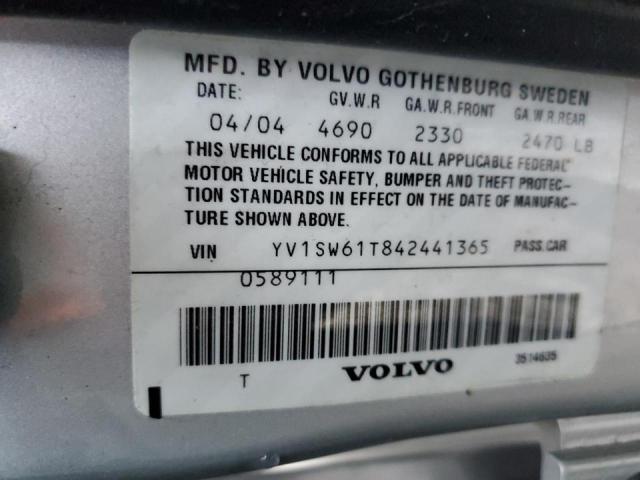 MFD. BY VOLVO GOTHENBURG SWEDEN
DATE: GV.W.R GA.W.R.FRONT GA.W.R.REAR
04/04 4690 2330 2470 LB
THIS VEHICLE CONFORMS TO ALL APPLICABLE FEDERAL
MOTOR VEHICLE SAFETY, BUMPER AND THEFT PROTEC-
TION STANDARDS IN EFFECT ON THE DATE OF MANUFAC-
TURE SHOWN ABOVE.
VIN YV1SW61T842441365 PASS.CAR
0589111
T VOLVO 3514635